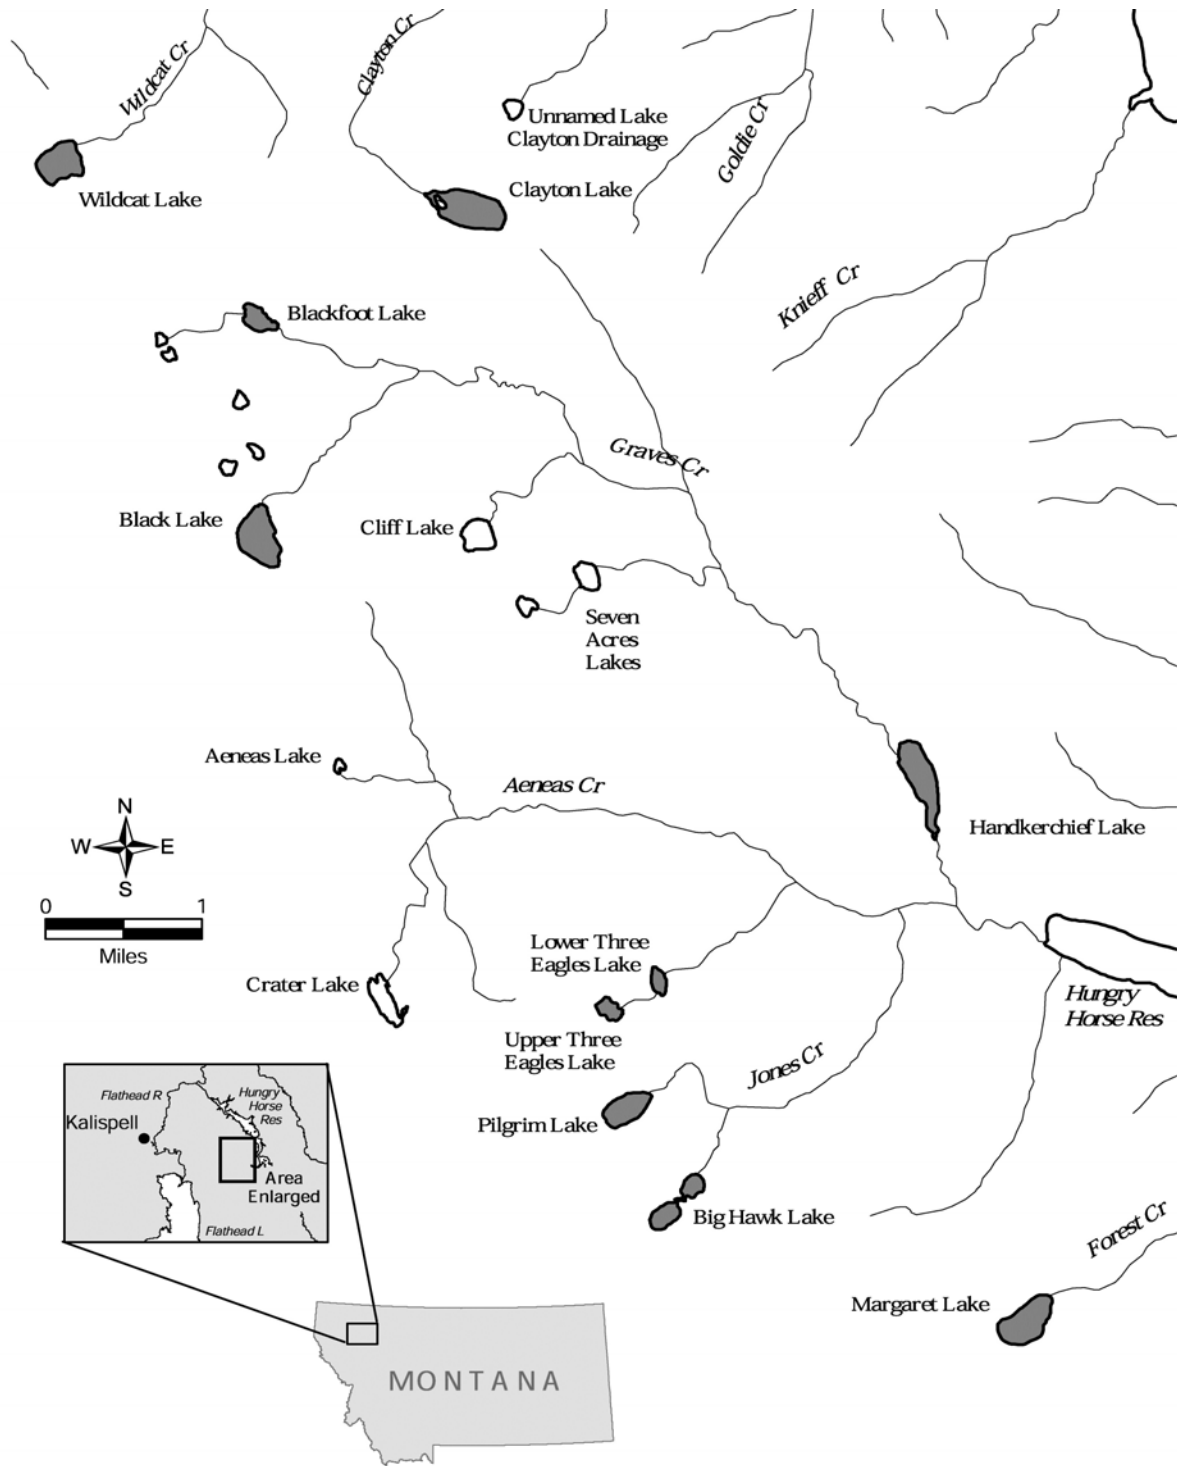 Wildcat Cr
Clayton Cr
Unnamed Lake
Clayton Drainage
Goldie Cr
Wildcat Lake
Clayton Lake
Knieff Cr
Blackfoot Lake
Graves Cr
Black Lake
Cliff Lake
Seven
Acres
Lakes
Aeneas Lake
Aeneas Cr
N
W
E
S
Handkerchief Lake
0
1
Miles
Lower Three
Eagles Lake
Crater Lake
Hungry
Horse Res
Upper Three
Eagles Lake
Jones Cr
Pilgrim Lake
Flathead R
Hungry
Horse
Res
Kalispell
Area
Enlarged
Flathead L
Big Hawk Lake
Forest Cr
Margaret Lake
MONTANA